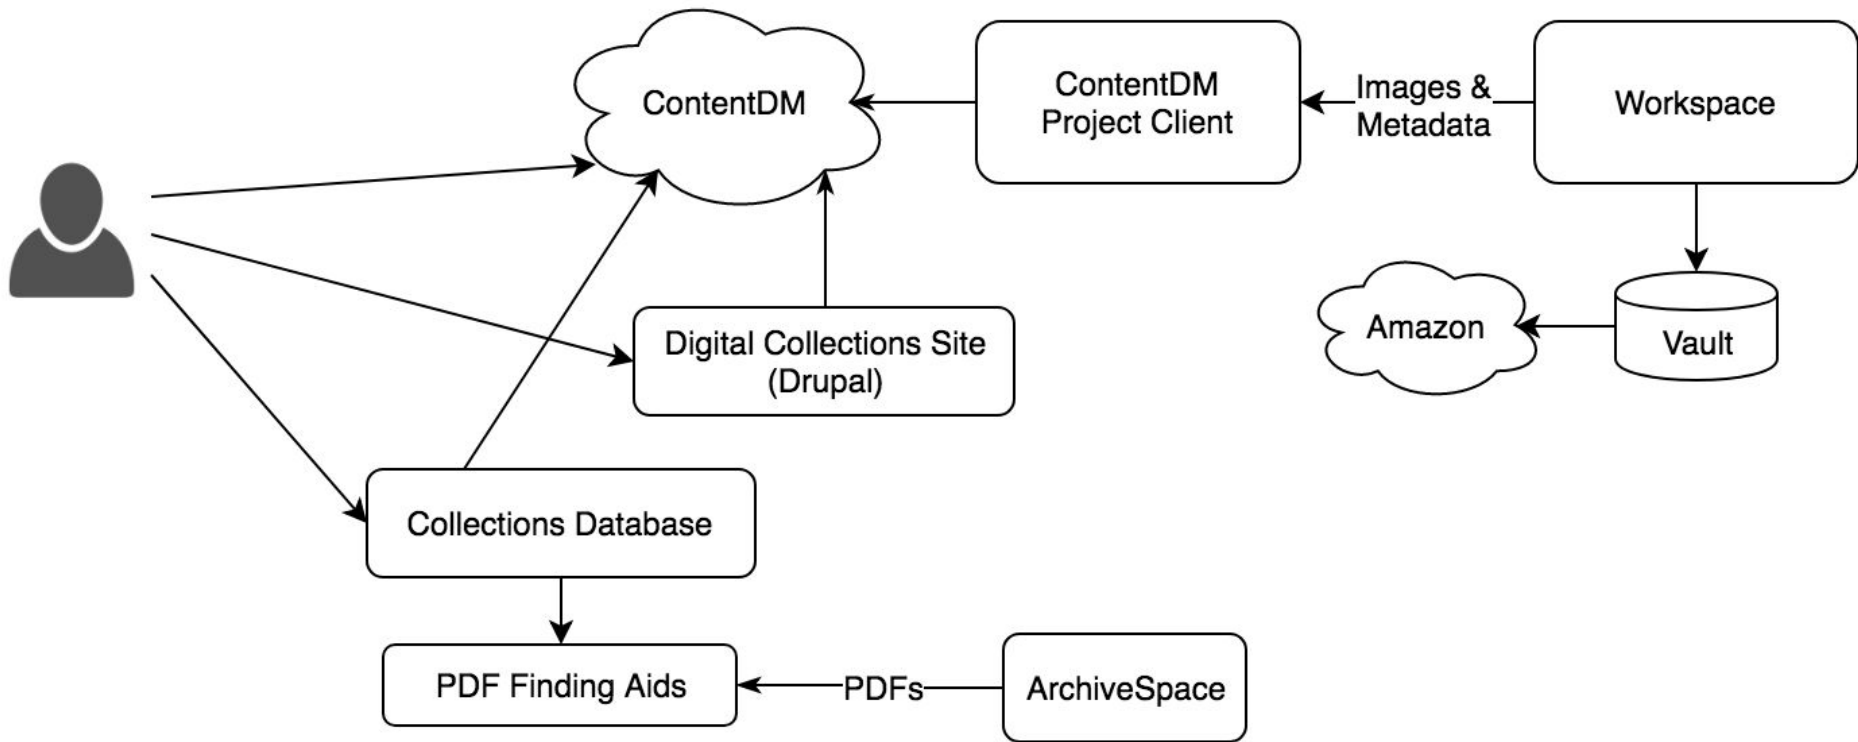 ContentDM
ContentDM
Project Client
Images &
Metadata
Workspace
Digital Collections Site
(Drupal)
Amazon
Vault
Collections Database
PDF Finding Aids
PDFs
ArchiveSpace